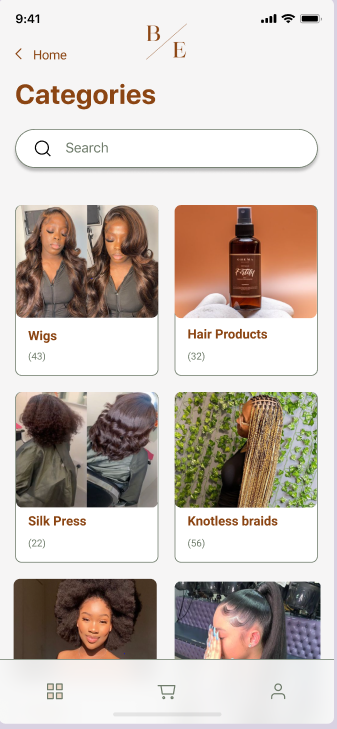 9:41
B
E
Home
Categories
Search
Wigs
(43)
Hair Products
(32)
Silk Press
(22)
Knotless braids
(56)